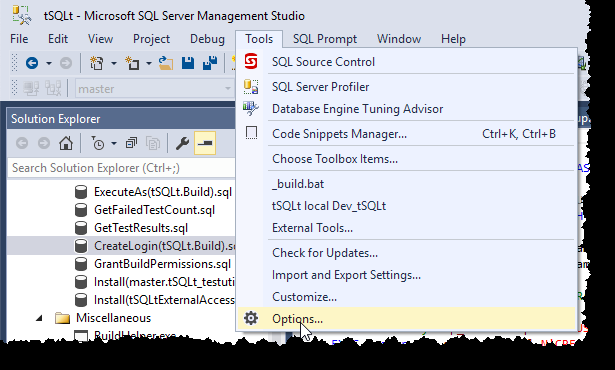 tSQLt - Microsoft SQL Server Management Studio
File Edit View Project Debug Tools SQL Prompt Window Help
master
Solution Explorer
Search Solution Explorer (Ctrl+;)
ExecuteAs(tSQLt.Build).sql
GetFailedTestCount.sql
GetTestResults.sql
CreateLogin(tSQLt.Build).s
GrantBuildPermissions.sql
Install(master.tSQLt_testutil
Install(tSQLtExternalAccess
Miscellaneous
BuildHelper.exe
SQL Source Control
SQL Server Profiler
Database Engine Tuning Advisor
Code Snippets Manager... Ctrl+K, Ctrl+B
Choose Toolbox Items...
_build.bat
tSQLt local Dev_tSQLt
External Tools...
Check for Updates...
Import and Export Settings...
Customize...
Options...
up.